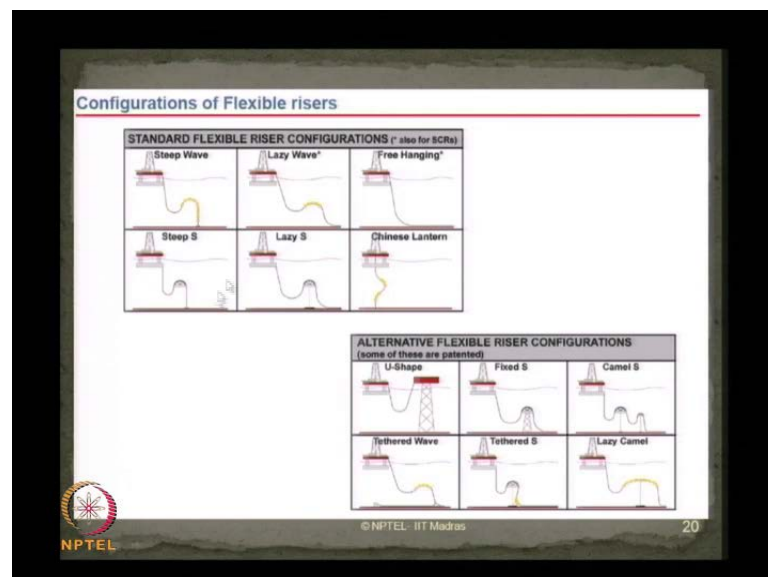 Configurations of Flexible risers
STANDARD FLEXIBLE RISER CONFIGURATIONS (* also for SCRs)
Steep Wave
Lazy Wave*
Free Hanging*
Steep S
Lazy S
Chinese Lantern
ALTERNATIVE FLEXIBLE RISER CONFIGURATIONS
(some of these are patented)
U-Shape
Fixed S
Camel S
Tethered Wave
Tethered S
Lazy Camel
NPTEL
© NPTEL- IIT Madras
20